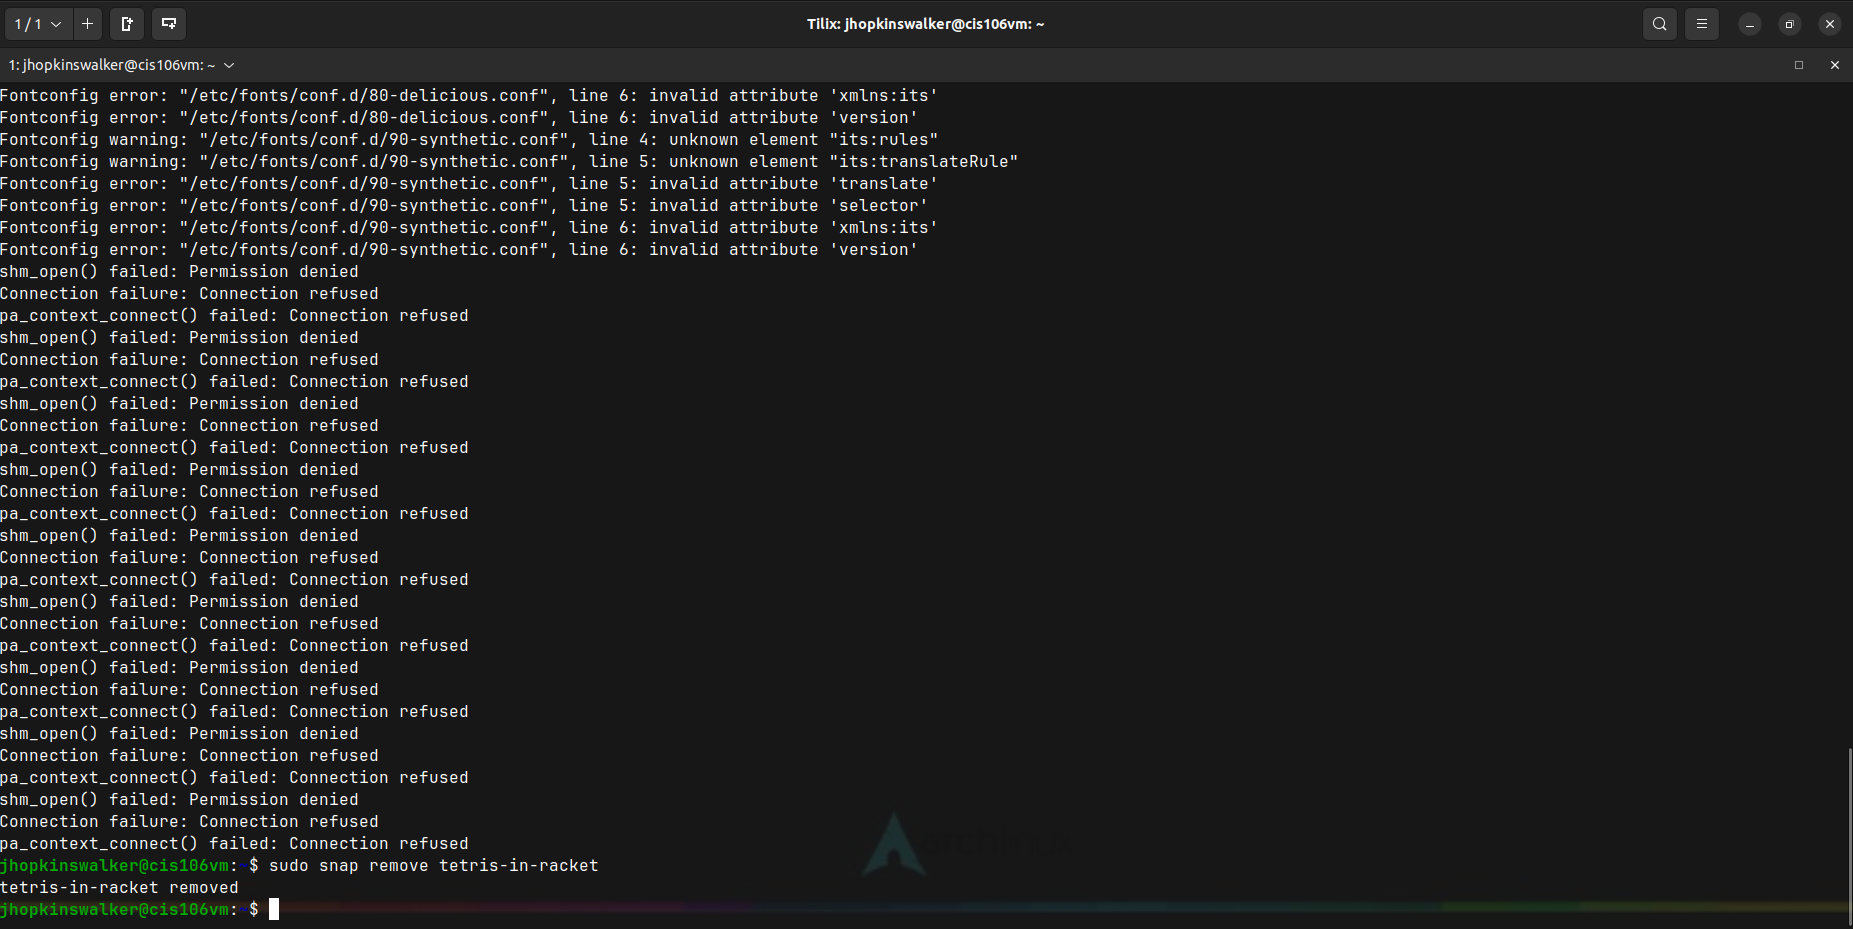 1 / 1
Tilix: jhopkinswalker@cis106vm: ~
1: jhopkinswalker@cis106vm: ~
Fontconfig error: "/etc/fonts/conf.d/80-delicious.conf", line 6: invalid attribute 'xmlns:its'
Fontconfig error: "/etc/fonts/conf.d/80-delicious.conf", line 6: invalid attribute 'version'
Fontconfig warning: "/etc/fonts/conf.d/90-synthetic.conf", line 4: unknown element "its:rules"
Fontconfig warning: "/etc/fonts/conf.d/90-synthetic.conf", line 5: unknown element "its:translateRule"
Fontconfig error: "/etc/fonts/conf.d/90-synthetic.conf", line 5: invalid attribute 'translate'
Fontconfig error: "/etc/fonts/conf.d/90-synthetic.conf", line 5: invalid attribute 'selector'
Fontconfig error: "/etc/fonts/conf.d/90-synthetic.conf", line 6: invalid attribute 'xmlns:its'
Fontconfig error: "/etc/fonts/conf.d/90-synthetic.conf", line 6: invalid attribute 'version'
shm_open() failed: Permission denied
Connection failure: Connection refused
pa_context_connect() failed: Connection refused
shm_open() failed: Permission denied
Connection failure: Connection refused
pa_context_connect() failed: Connection refused
shm_open() failed: Permission denied
Connection failure: Connection refused
pa_context_connect() failed: Connection refused
shm_open() failed: Permission denied
Connection failure: Connection refused
pa_context_connect() failed: Connection refused
shm_open() failed: Permission denied
Connection failure: Connection refused
pa_context_connect() failed: Connection refused
shm_open() failed: Permission denied
Connection failure: Connection refused
pa_context_connect() failed: Connection refused
shm_open() failed: Permission denied
Connection failure: Connection refused
pa_context_connect() failed: Connection refused
shm_open() failed: Permission denied
Connection failure: Connection refused
pa_context_connect() failed: Connection refused
shm_open() failed: Permission denied
Connection failure: Connection refused
pa_context_connect() failed: Connection refused
jhopkinswalker@cis106vm:~$ sudo snap remove tetris-in-racket
tetris-in-racket removed
jhopkinswalker@cis106vm:~$